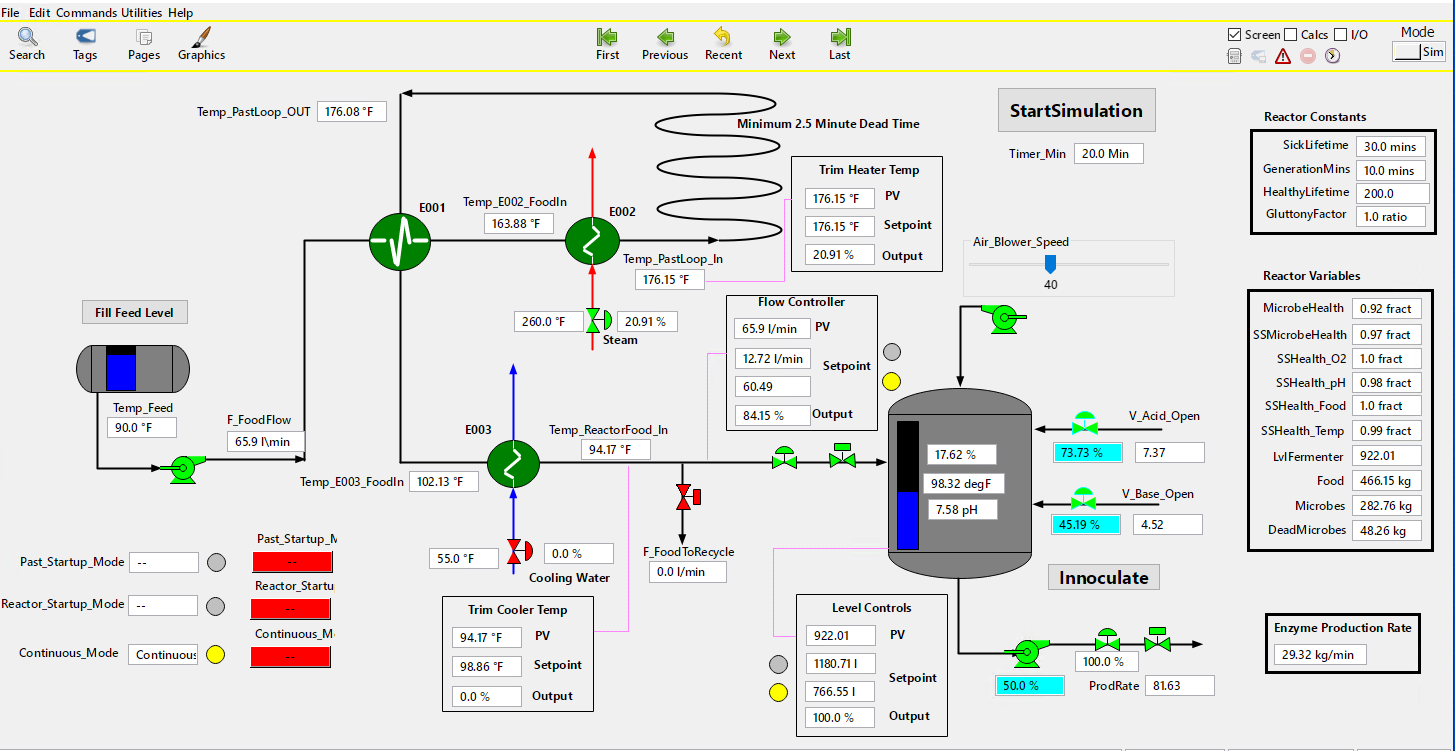 File Edit Commands Utilities Help
Search Tags Pages Graphics First Previous Recent Next Last
Screen Calcs I/O
Mode
Sim
Temp_PastLoop_OUT 176.08 °F
Minimum 2.5 Minute Dead Time
StartSimulation
Timer_Min 20.0 Min
Reactor Constants
SickLifetime 30.0 mins
GenerationMins 10.0 mins
HealthyLifetime 200.0
GluttonyFactor 1.0 ratio
Trim Heater Temp
176.15 °F PV
176.15 °F Setpoint
20.91 % Output
E001
Temp_E002_FoodIn
163.88 °F
E002
Temp_PastLoop_In
176.15 °F
260.0 °F 20.91 %
Steam
Air_Blower_Speed
40
Reactor Variables
MicrobeHealth 0.92 fract
SSMicrobeHealth 0.97 fract
SSHealth_O2 1.0 fract
SSHealth_pH 0.98 fract
SSHealth_Food 1.0 fract
SSHealth_Temp 0.99 fract
LvlFermenter 922.01
Food 466.15 kg
Microbes 282.76 kg
DeadMicrobes 48.26 kg
Fill Feed Level
Temp_Feed
90.0 °F
F_FoodFlow
65.9 l\min
Flow Controller
65.9 l/min PV
12.72 l/min
Setpoint
60.49
84.15 % Output
E003
Temp_ReactorFood_In
94.17 °F
Temp_E003_FoodIn 102.13 °F
17.62 %
98.32 degF
7.58 pH
V_Acid_Open
73.73 % 7.37
V_Base_Open
45.19 % 4.52
55.0 °F 0.0 %
Cooling Water
F_FoodToRecycle
0.0 l/min
Innoculate
Past_Startup_Mode --
Past_Startup_M
--
Reactor_Startup_Mode --
Reactor_Startu
--
Continuous_Mode Continuous
Continuous_M
--
Trim Cooler Temp
94.17 °F PV
98.86 °F Setpoint
0.0 % Output
Level Controls
922.01 PV
1180.71 l
Setpoint
766.55 l
100.0 % Output
100.0 %
50.0 %
ProdRate 81.63
Enzyme Production Rate
29.32 kg/min